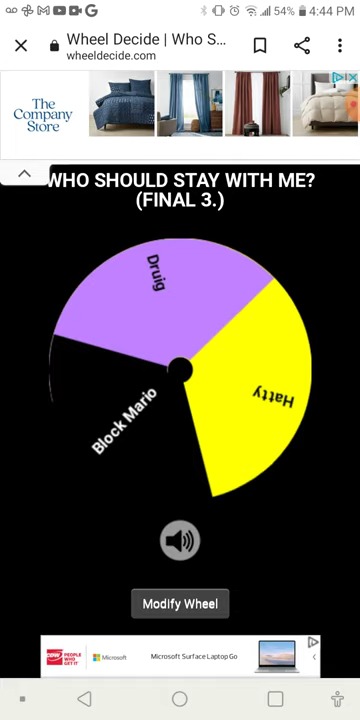 54% 4:44 PM
Wheel Decide | Who S...
wheeldecide.com
The
Company
Store
WHO SHOULD STAY WITH ME?
(FINAL 3.)
Druig
Hatty
Block Mario
Modify Wheel
CDW PEOPLE
WHO
GET IT
Microsoft
Microsoft Surface Laptop Go